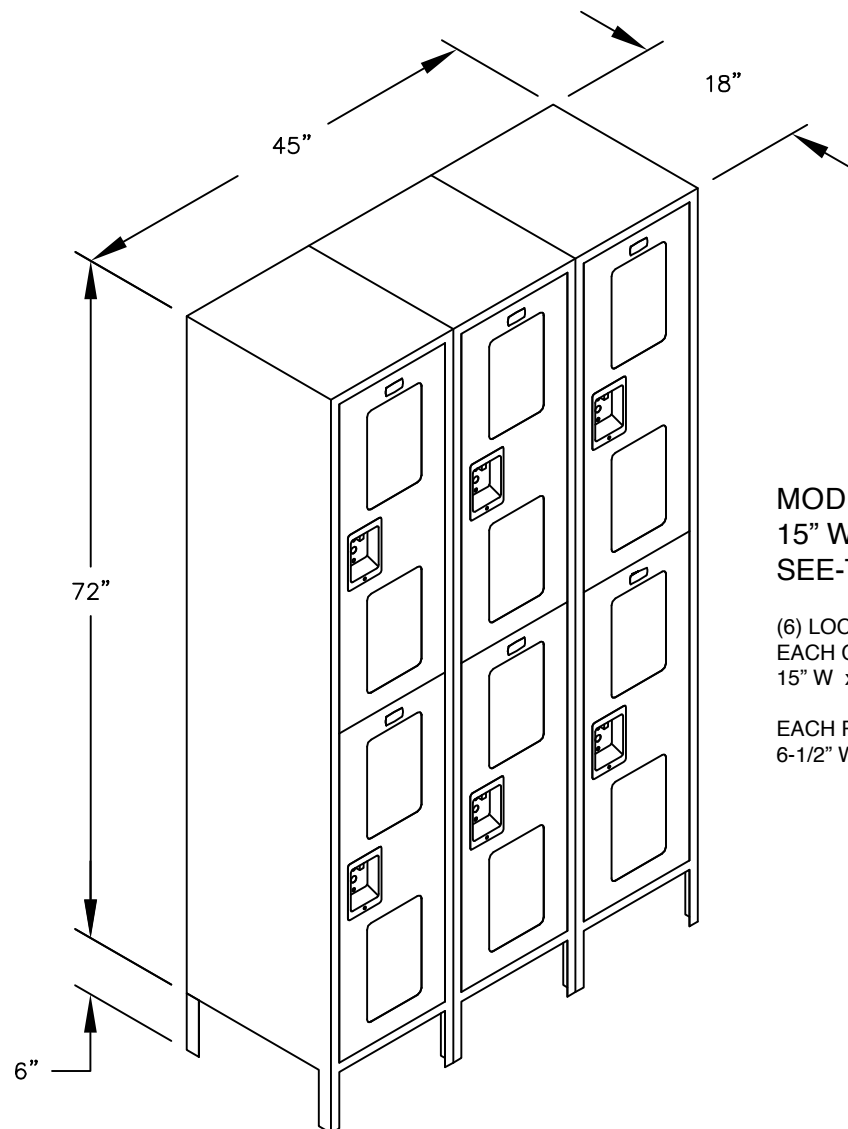 18”
45”
72”
MOD
15” W
SEE-
(6) LOC
EACH
15” W x
EACH
6-1/2” W
6”